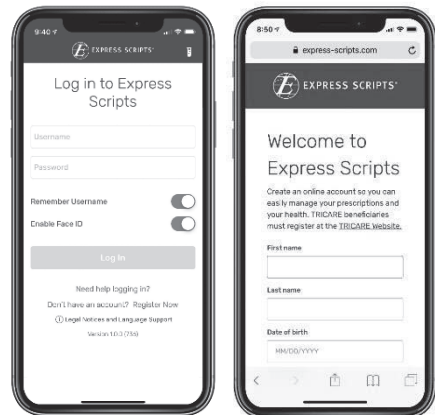 9:40
EXPRESS SCRIPTS
Log in to Express
Scripts
Username
Password
Remember Username
Enable Face ID
Log In
Need help logging in?
Don't have an account? Register Now
Legal Notices and Language Support
8:50
express-scripts.com
EXPRESS SCRIPTS
Welcome to
Express Scripts
Create an online account so you can
easily manage your prescriptions and
your health. TRICARE beneficiaries
must register at the TRICARE Website.
First name
Last name
Date of birth
MM/DD/YYYY